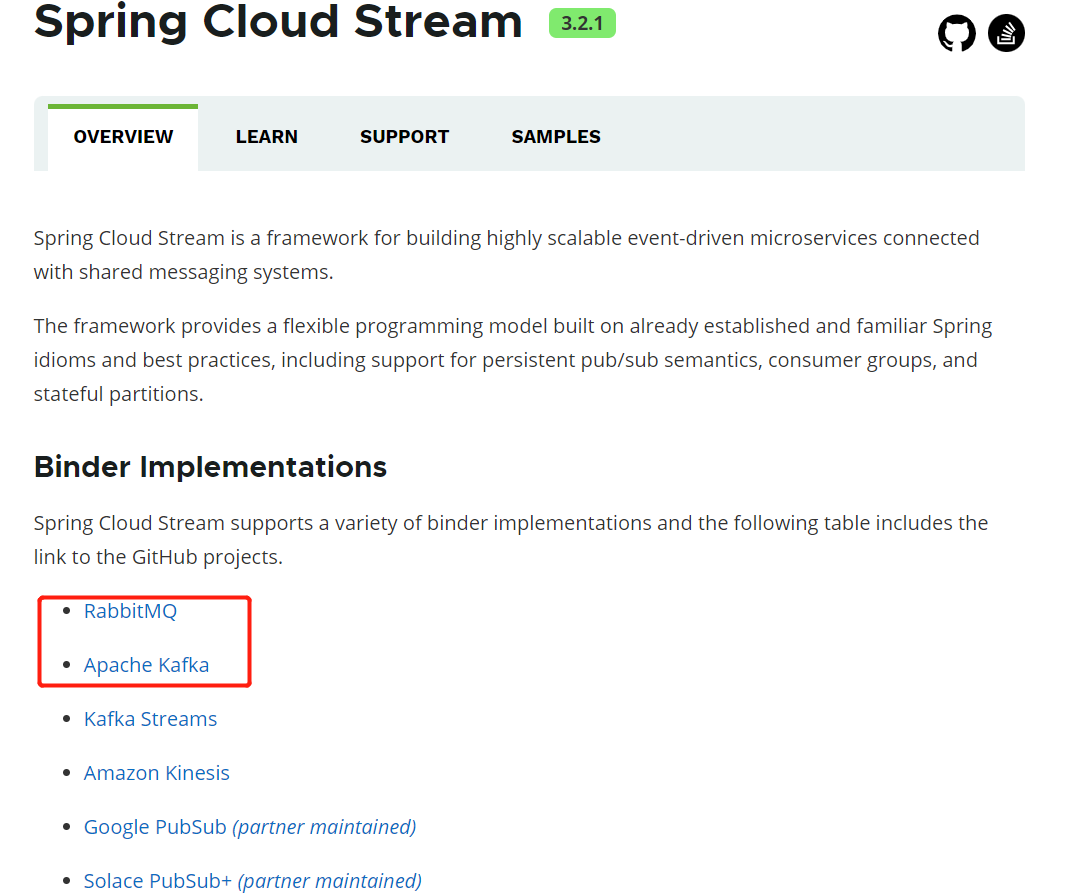 Spring Cloud Stream 3.2.1
OVERVIEW LEARN SUPPORT SAMPLES
Spring Cloud Stream is a framework for building highly scalable event-driven microservices connected
with shared messaging systems.
The framework provides a flexible programming model built on already established and familiar Spring
idioms and best practices, including support for persistent pub/sub semantics, consumer groups, and
stateful partitions.
Binder Implementations
Spring Cloud Stream supports a variety of binder implementations and the following table includes the
link to the GitHub projects.
• RabbitMQ
• Apache Kafka
• Kafka Streams
• Amazon Kinesis
• Google PubSub (partner maintained)
• Solace PubSub+ (partner maintained)